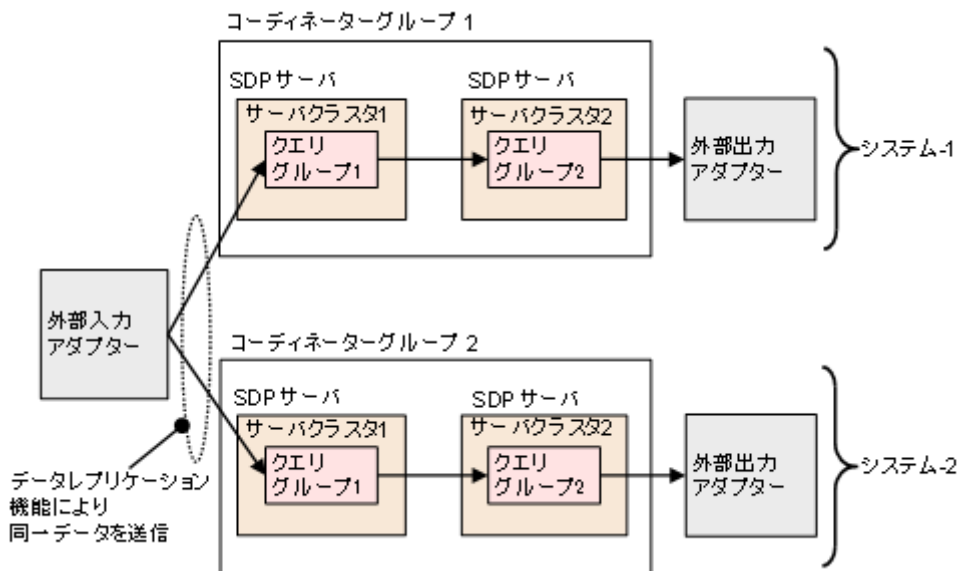 コーディネーターグループ 1
SDPサーバ
SDPサーバ
サーバクラスタ1
サーバクラスタ2
クエリ
グループ1
クエリ
グループ2
外部出力
アダプター
システム-1
外部入力
アダプター
コーディネーターグループ 2
SDPサーバ
SDPサーバ
サーバクラスタ1
サーバクラスタ2
クエリ
グループ1
クエリ
グループ2
外部出力
アダプター
システム-2
データレプリケーション
機能により
同一データを送信